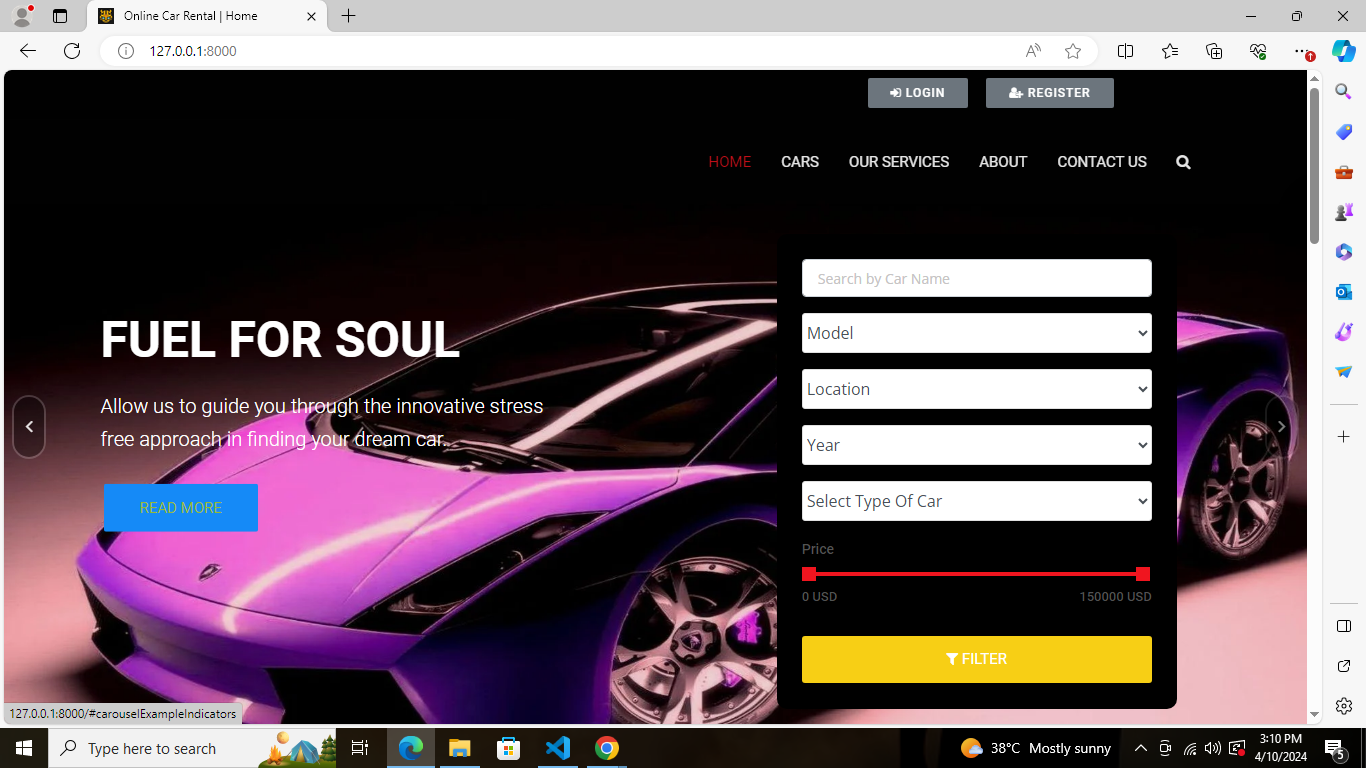 Online Car Rental | Home
127.0.0.1:8000
LOGIN
REGISTER
HOME
CARS
OUR SERVICES
ABOUT
CONTACT US
FUEL FOR SOUL
Allow us to guide you through the innovative stress
free approach in finding your dream car.
READ MORE
Search by Car Name
Model
Location
Year
Select Type Of Car
Price
0 USD
150000 USD
FILTER
127.0.0.1:8000/#carouselExampleIndicators
Type here to search
38°C Mostly sunny
3:10 PM
4/10/2024
5